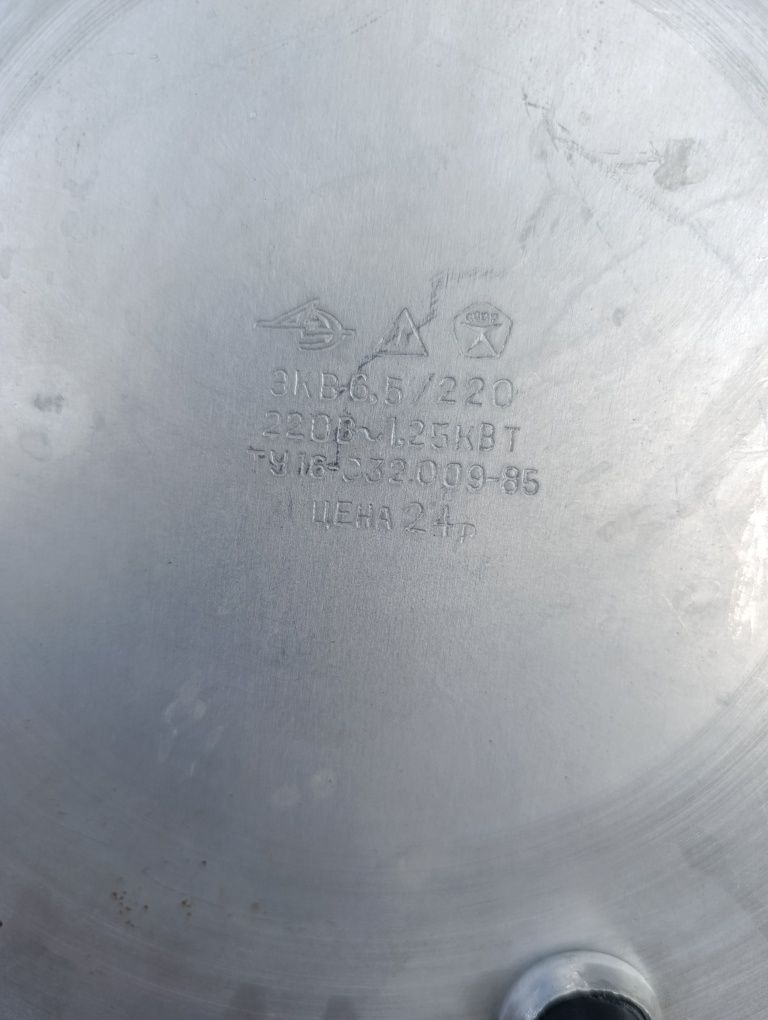 СССР
ЭКВ 6,5/220
220В~1,25КВТ
ТУ16-032.009-85
ЦЕНА 24р